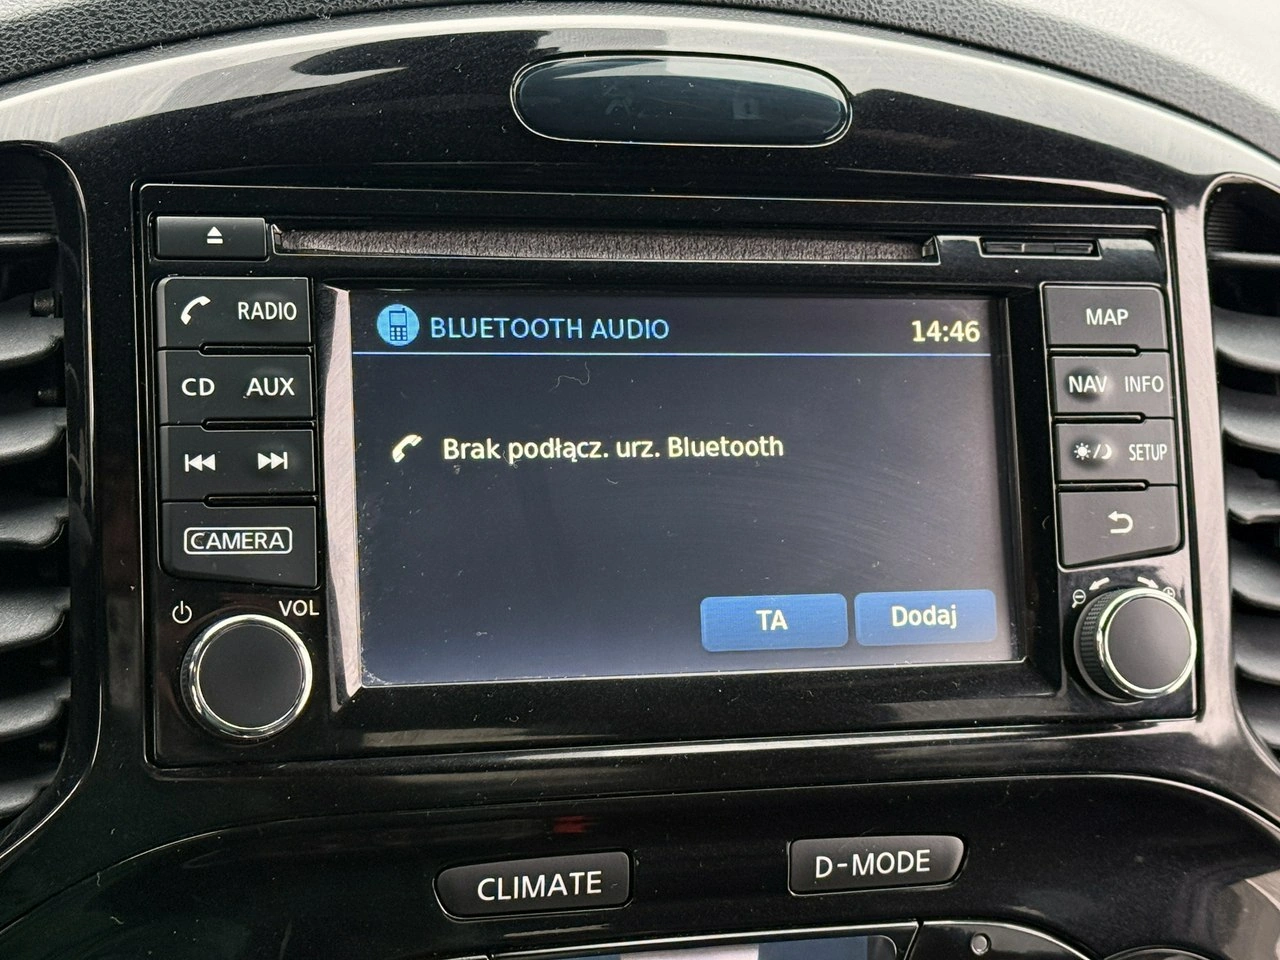 RADIO
CD AUX
CAMERA
VOL
BLUETOOTH AUDIO 14:46
Brak podłącz. urz. Bluetooth
TA Dodaj
MAP
NAV INFO
SETUP
CLIMATE
D-MODE